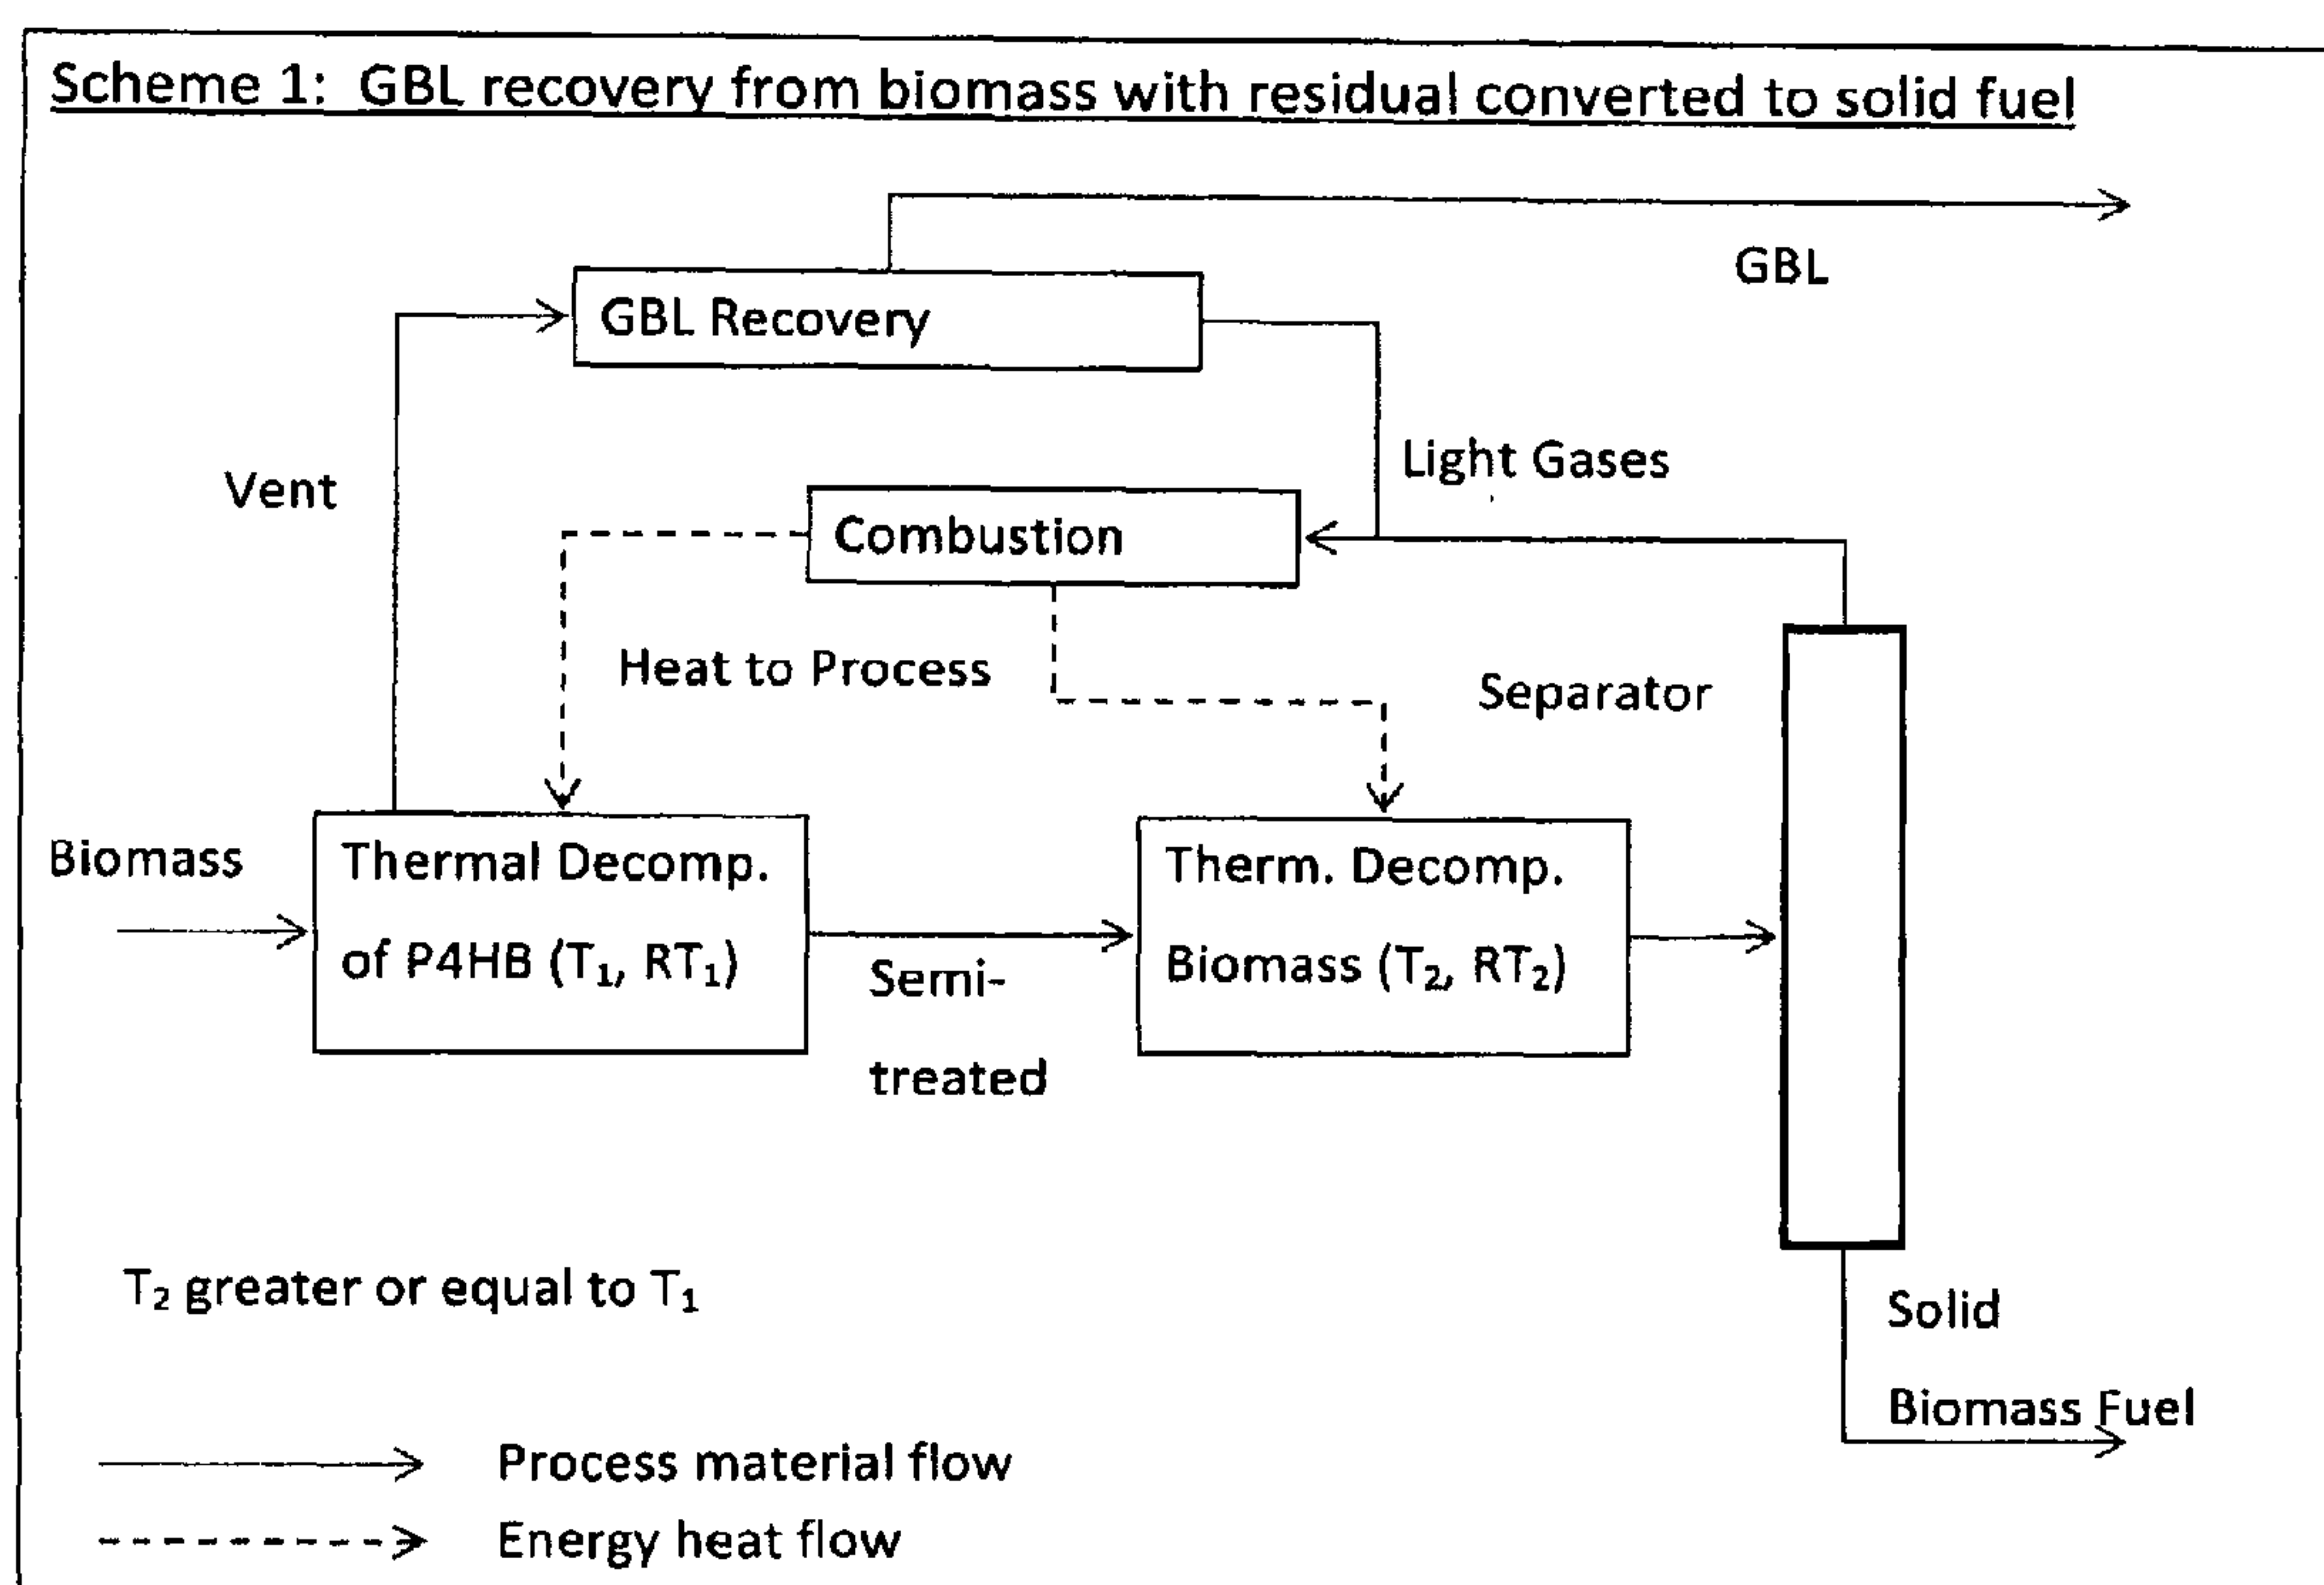 Scheme 1: GBL recovery from biomass with residual converted to solid fuel
GBL
GBL Recovery
Light Gases
Vent
Combustion
Heat to Process
Separator
Biomass
Thermal Decomp.
of P4HB (T₁, RT₁)
Semi-
treated
Therm. Decomp.
Biomass (T₂, RT₂)
T₂ greater or equal to T₁
Solid
Biomass Fuel
Process material flow
Energy heat flow